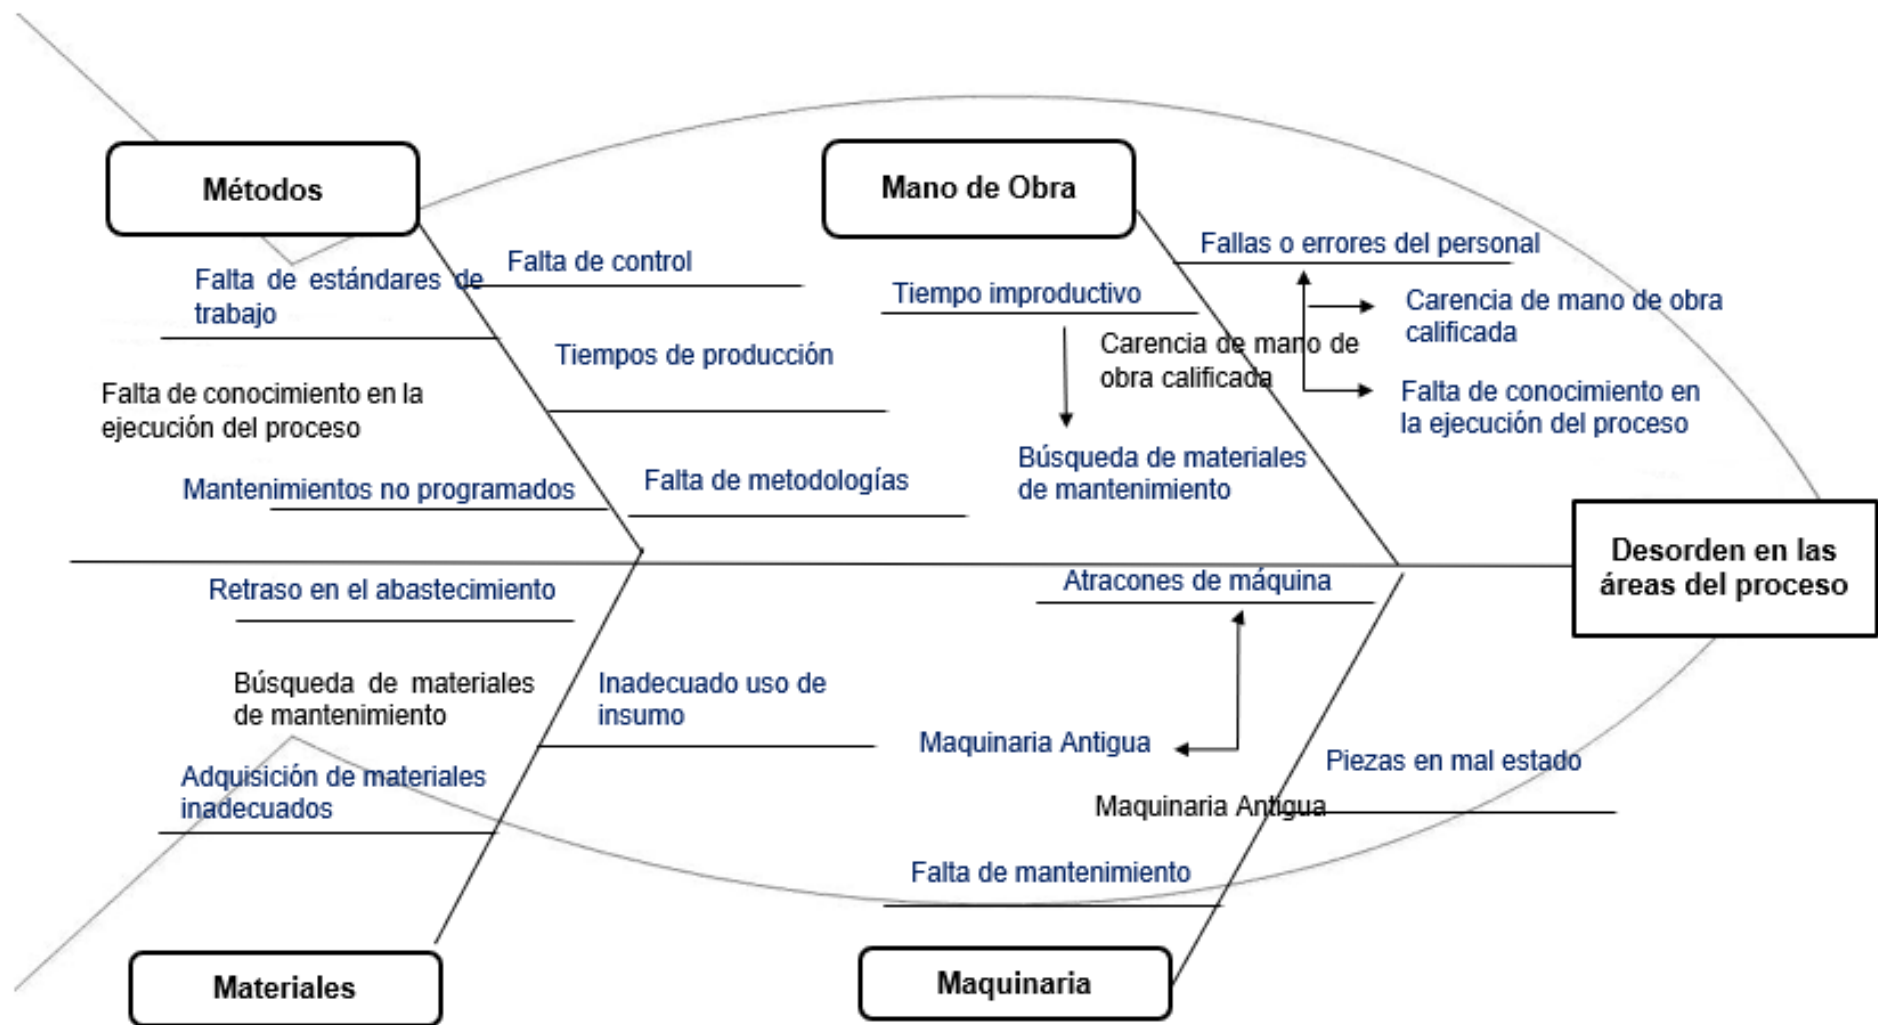 Métodos
Mano de Obra
Falta de estándares de
trabajo
Falta de control
Tiempo improductivo
Fallas o errores del personal
Carencia de mano de obra
calificada
Tiempos de producción
Carencia de mano de
obra calificada
Falta de conocimiento en la
ejecución del proceso
Falta de conocimiento en
la ejecución del proceso
Mantenimientos no programados
Falta de metodologías
Búsqueda de materiales
de mantenimiento
Desorden en las
áreas del proceso
Retraso en el abastecimiento
Atracones de máquina
Búsqueda de materiales
de mantenimiento
Inadecuado uso de
insumo
Maquinaria Antigua
Piezas en mal estado
Adquisición de materiales
inadecuados
Maquinaria Antigua
Falta de mantenimiento
Materiales
Maquinaria